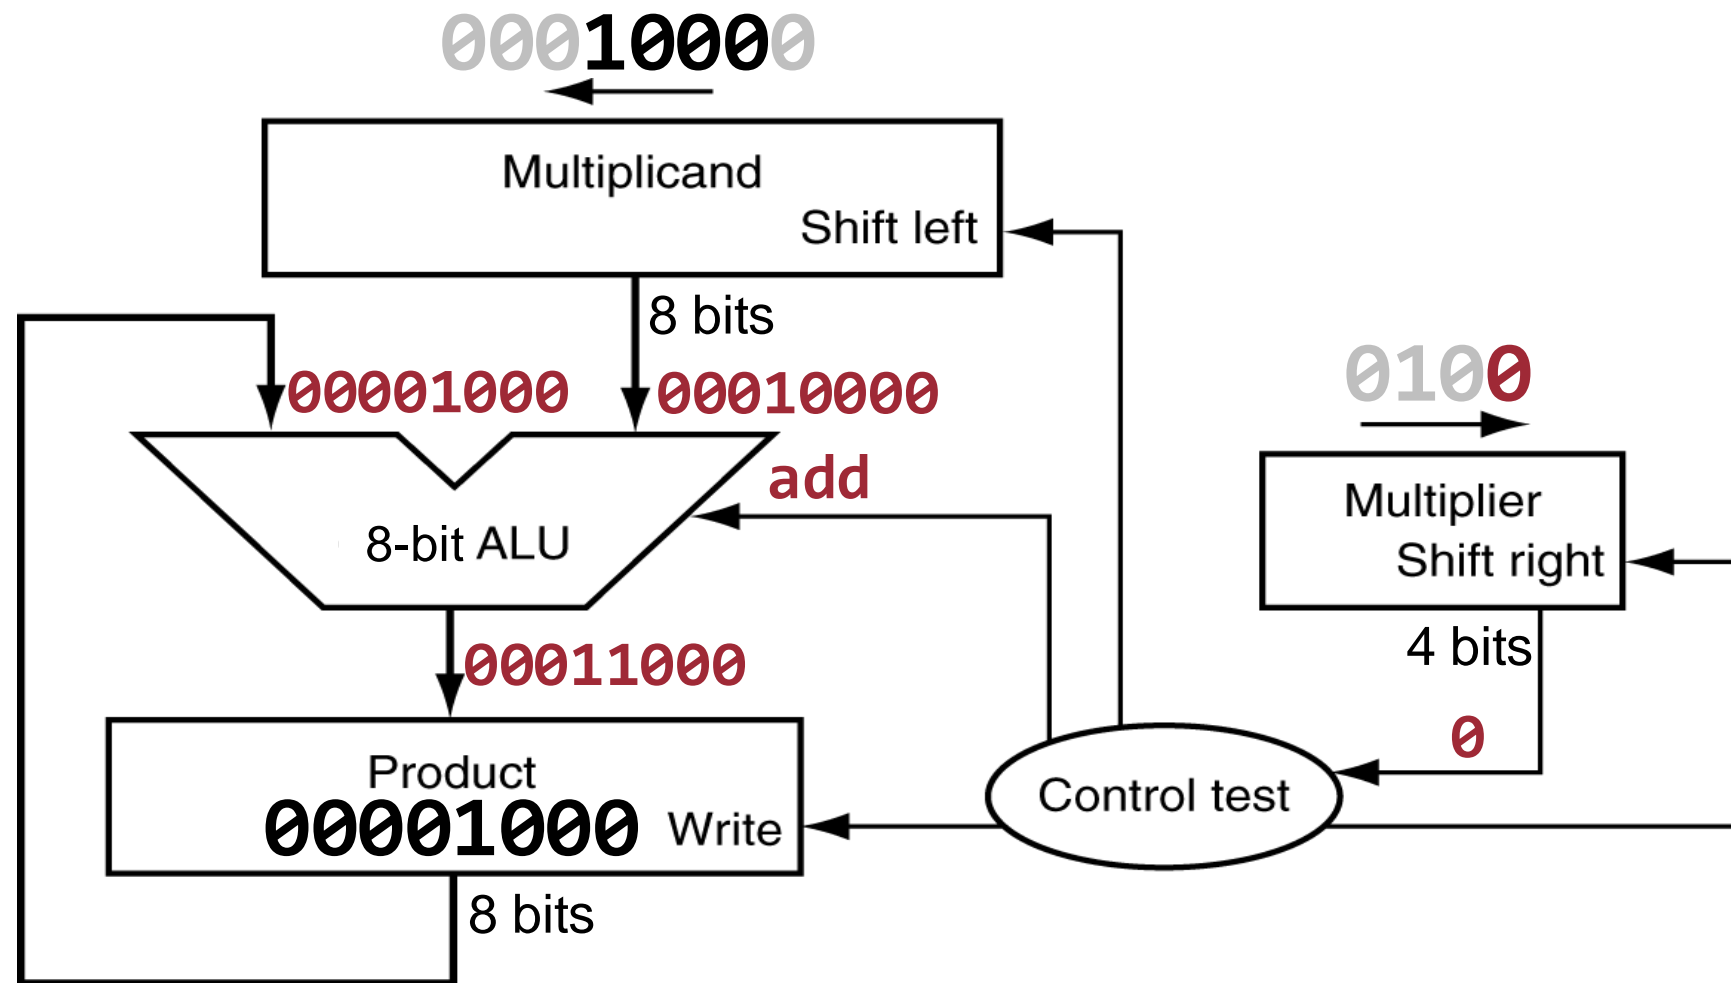 00010000
Multiplicand
Shift left
8 bits
00001000
00010000
0100
add
Multiplier
Shift right
8-bit ALU
4 bits
00011000
0
Product
Control test
00001000
Write
8 bits